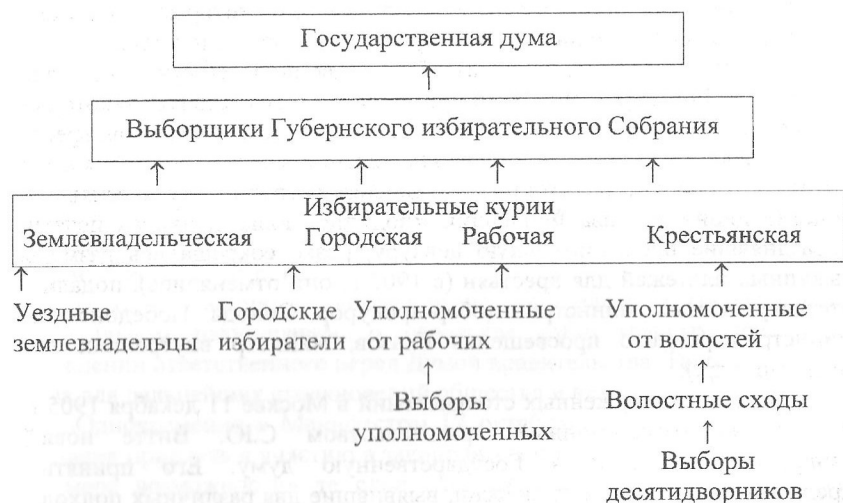 Государственная дума
Выборщики Губернского избирательного Собрания
Избирательные курии
Землевладельческая Городская Рабочая Крестьянская
Уездные Городские Уполномоченные Уполномоченные
землевладельцы избиратели от рабочих от волостей
Выборы Волостные сходы
уполномоченных
Выборы
десятидворников